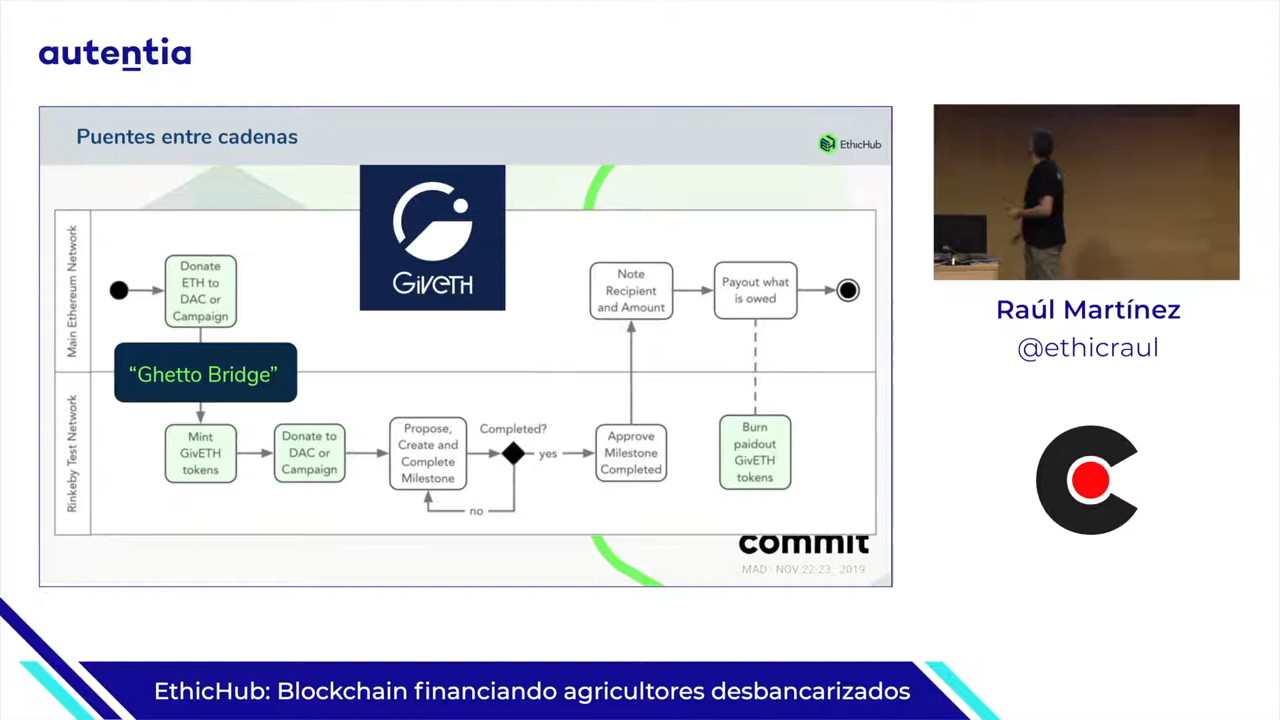 autentia
Puentes entre cadenas
EthicHub
GIVETH
Main Ethereum Network
Donate
ETH to
DAC or
Campaign
Note
Recipient
and Amount
Payout what
is owed
“Ghetto Bridge”
Rinkeby Test Network
Mint
GivETH
tokens
Donate to
DAC or
Campaign
Propose,
Create and
Complete
Milestone
Completed?
yes
no
Approve
Milestone
Completed
Burn
paidout
GivETH
tokens
commit
MAD NOV 22-23, 2019
Raúl Martínez
@ethicraul
EthicHub: Blockchain financiando agricultores desbancarizados